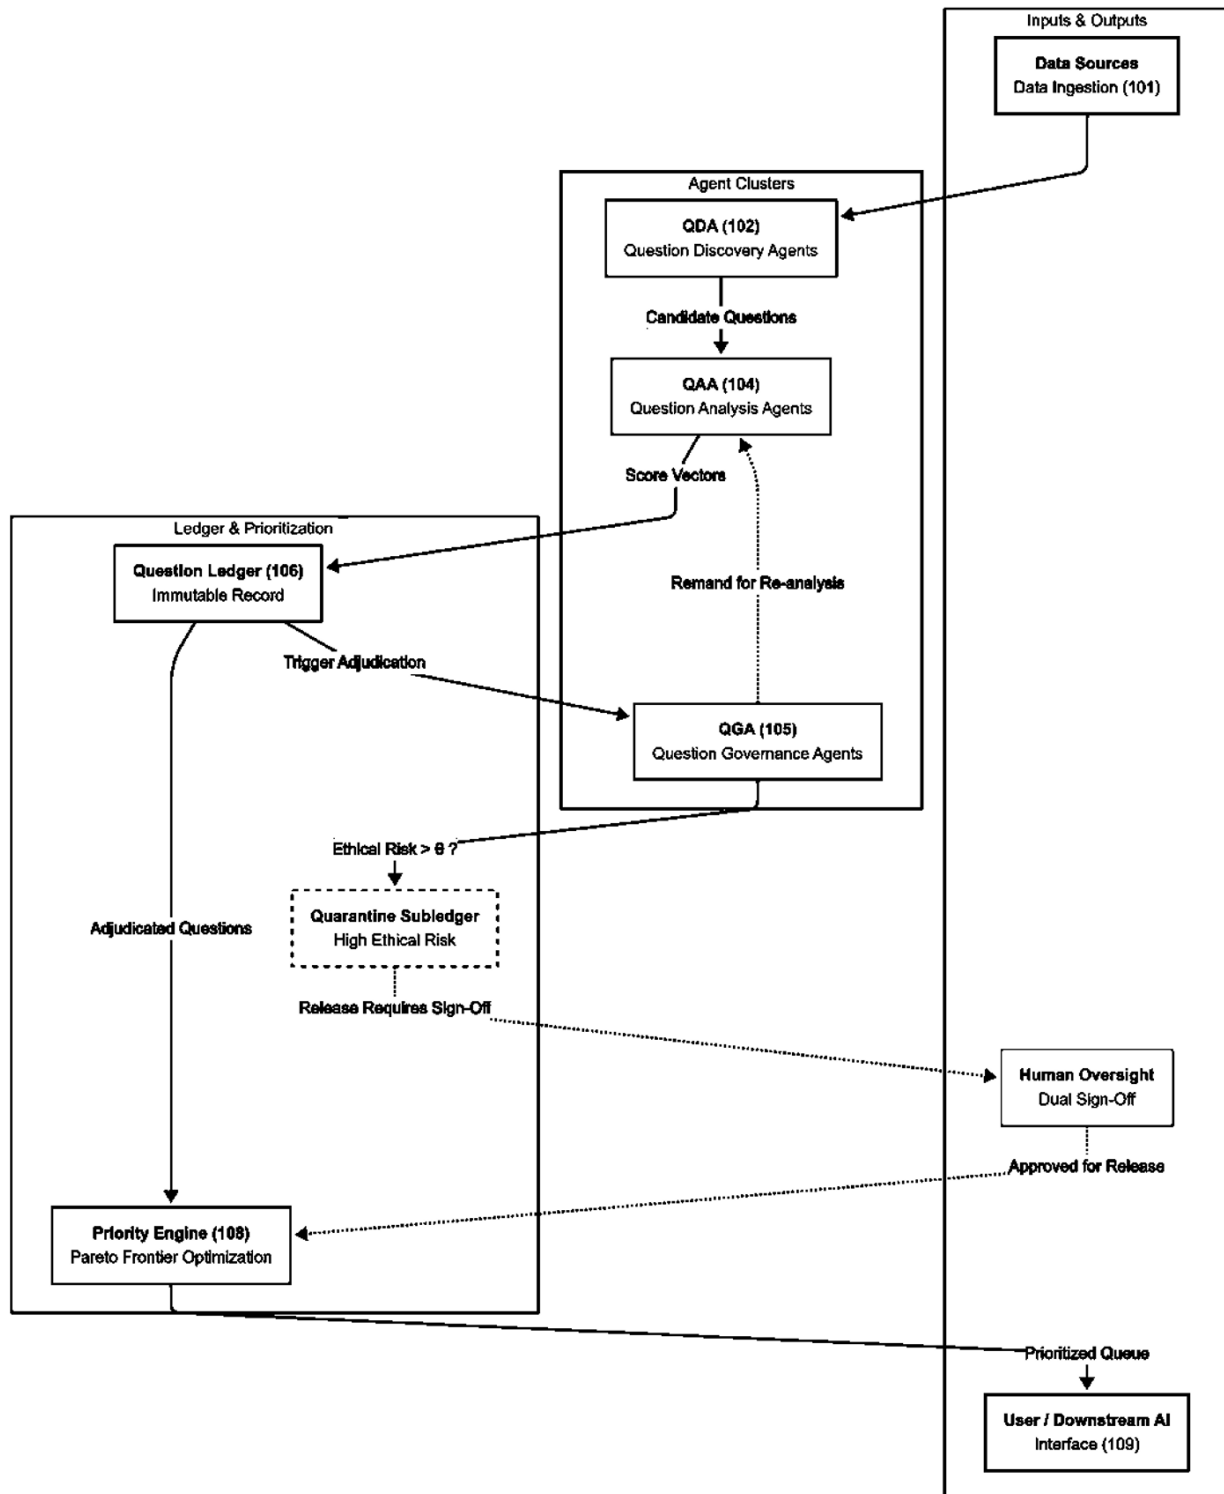 Inputs & Outputs
Data Sources
Data Ingestion (101)
Agent Clusters
QDA (102)
Question Discovery Agents
Candidate Questions
QAA (104)
Question Analysis Agents
Score Vectors
Ledger & Prioritization
Question Ledger (106)
Immutable Record
Remand for Re-analysis
Trigger Adjudication
QGA (105)
Question Governance Agents
Ethical Risk > θ ?
Quarantine Subledger
High Ethical Risk
Adjudicated Questions
Release Requires Sign-Off
Human Oversight
Dual Sign-Off
Approved for Release
Priority Engine (108)
Pareto Frontier Optimization
Prioritized Queue
User / Downstream AI
Interface (109)